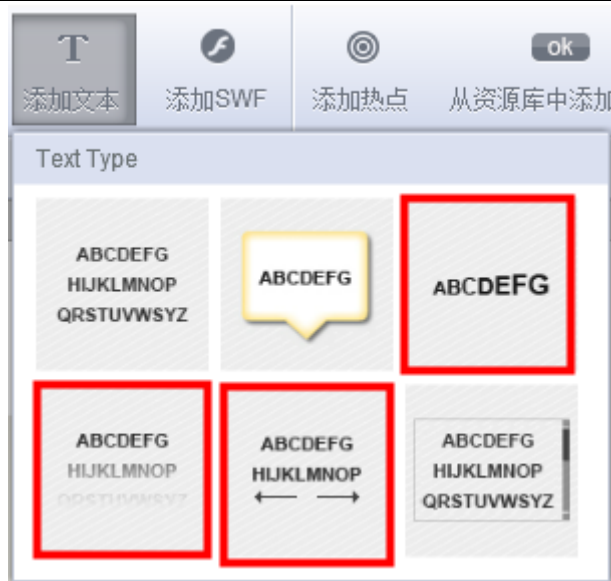 T
ok
添加文本 添加SWF 添加热点 从资源库中添加
Text Type
ABCDEFG
HIJKLMNOP
QRSTUVWSYZ
ABCDEFG
ABCDEFG
ABCDEFG
HIJKLMNOP
QRSTUVWSYZ
ABCDEFG
HIJKLMNOP
ABCDEFG
HIJKLMNOP
QRSTUVWSYZ